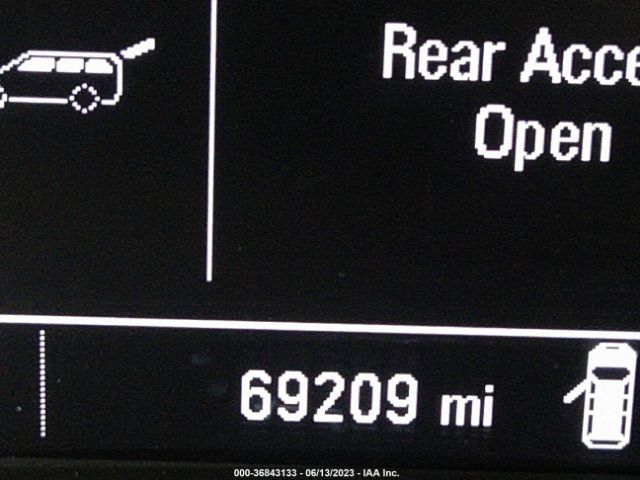 Rear Acce
Open
69209 mi
000-36843133 - 06/13/2023 - IAA Inc.